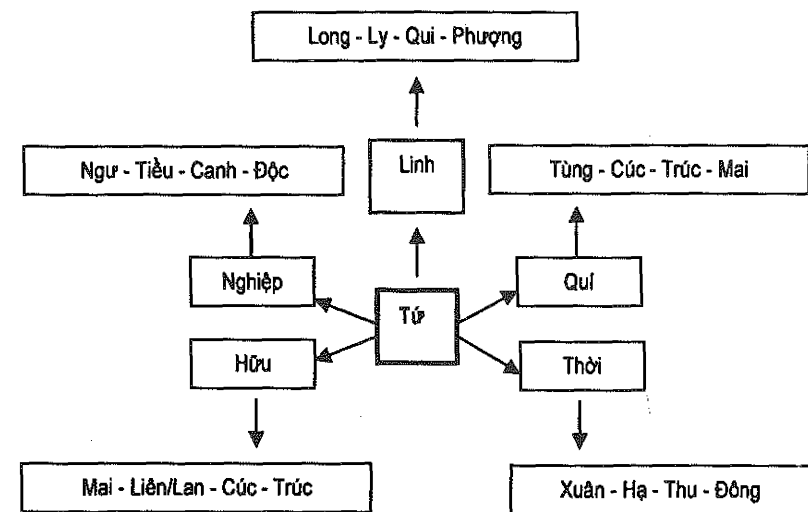 Long - Ly - Qui - Phượng
Ngư - Tiều - Canh - Độc
Linh
Tùng - Cúc - Trúc - Mai
Nghiệp
Tứ
Quí
Hữu
Thời
Mai - Liên/Lan - Cúc - Trúc
Xuân - Hạ - Thu - Đông